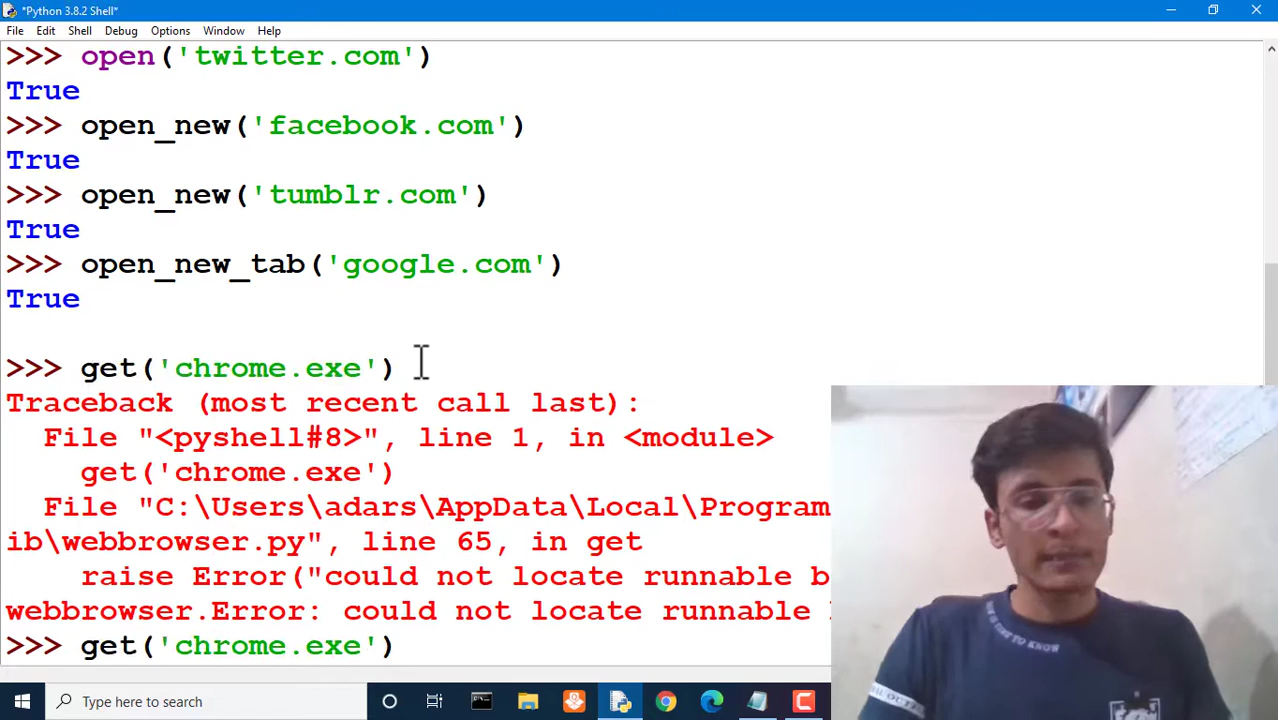 *Python 3.8.2 Shell*
File Edit Shell Debug Options Window Help
>>> open('twitter.com')
True
>>> open_new('facebook.com')
True
>>> open_new('tumblr.com')
True
>>> open_new_tab('google.com')
True
>>> get('chrome.exe')
Traceback (most recent call last):
File "<pyshell#8>", line 1, in <module>
get('chrome.exe')
File "C:\Users\adars\AppData\Local\Program
ib\webbrowser.py", line 65, in get
raise Error("could not locate runnable b
webbrowser.Error: could not locate runnable
>>> get('chrome.exe')
Type here to search